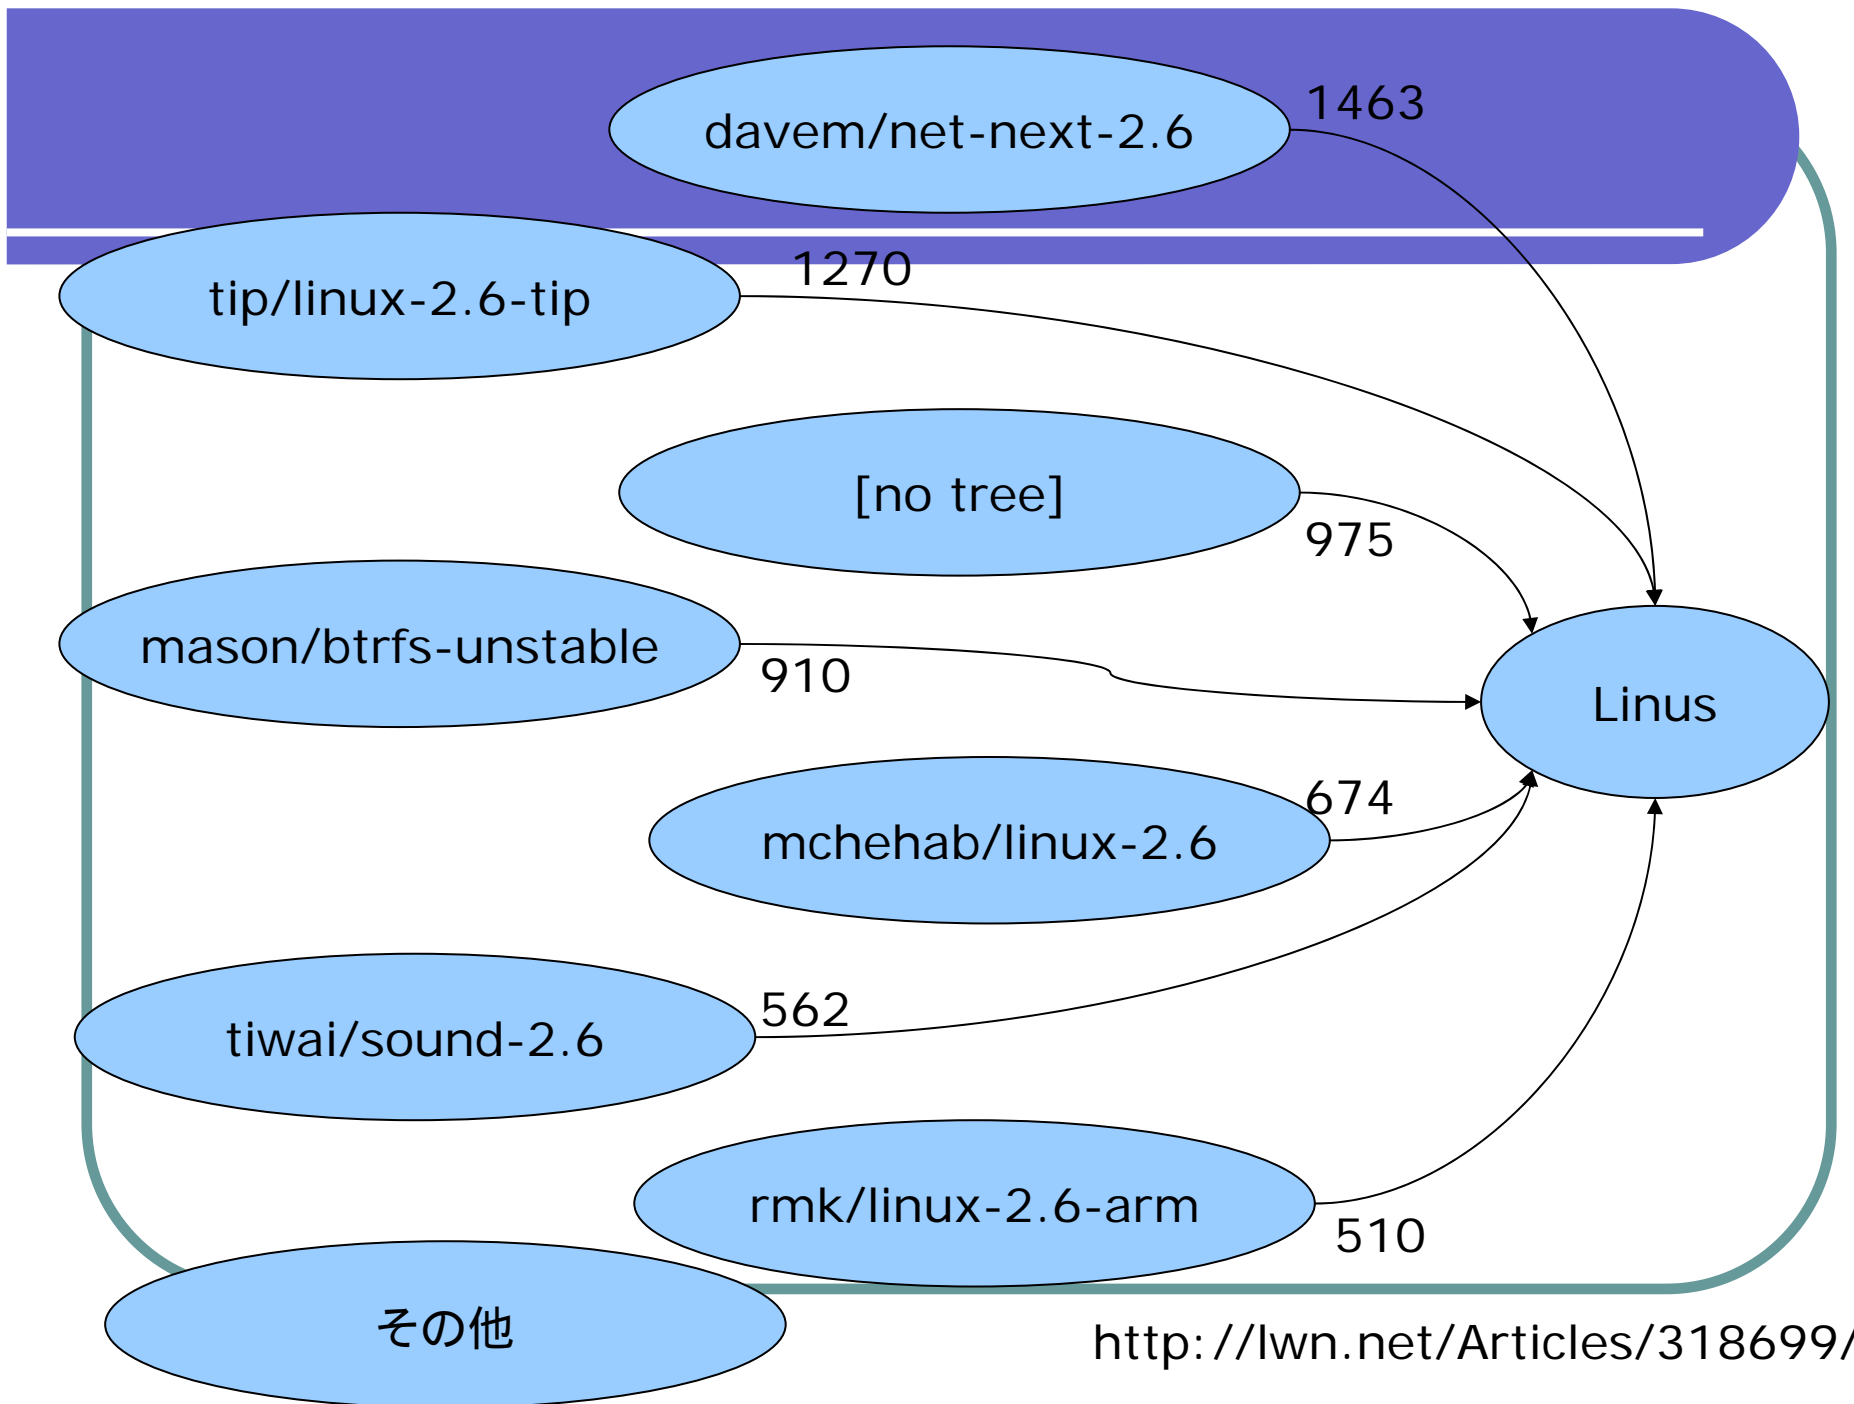 davem/net-next-2.6
1463
tip/linux-2.6-tip
1270
[no tree]
975
mason/btrfs-unstable
910
Linus
mchehab/linux-2.6
674
tiwai/sound-2.6
562
rmk/linux-2.6-arm
510
その他
http://lwn.net/Articles/318699/